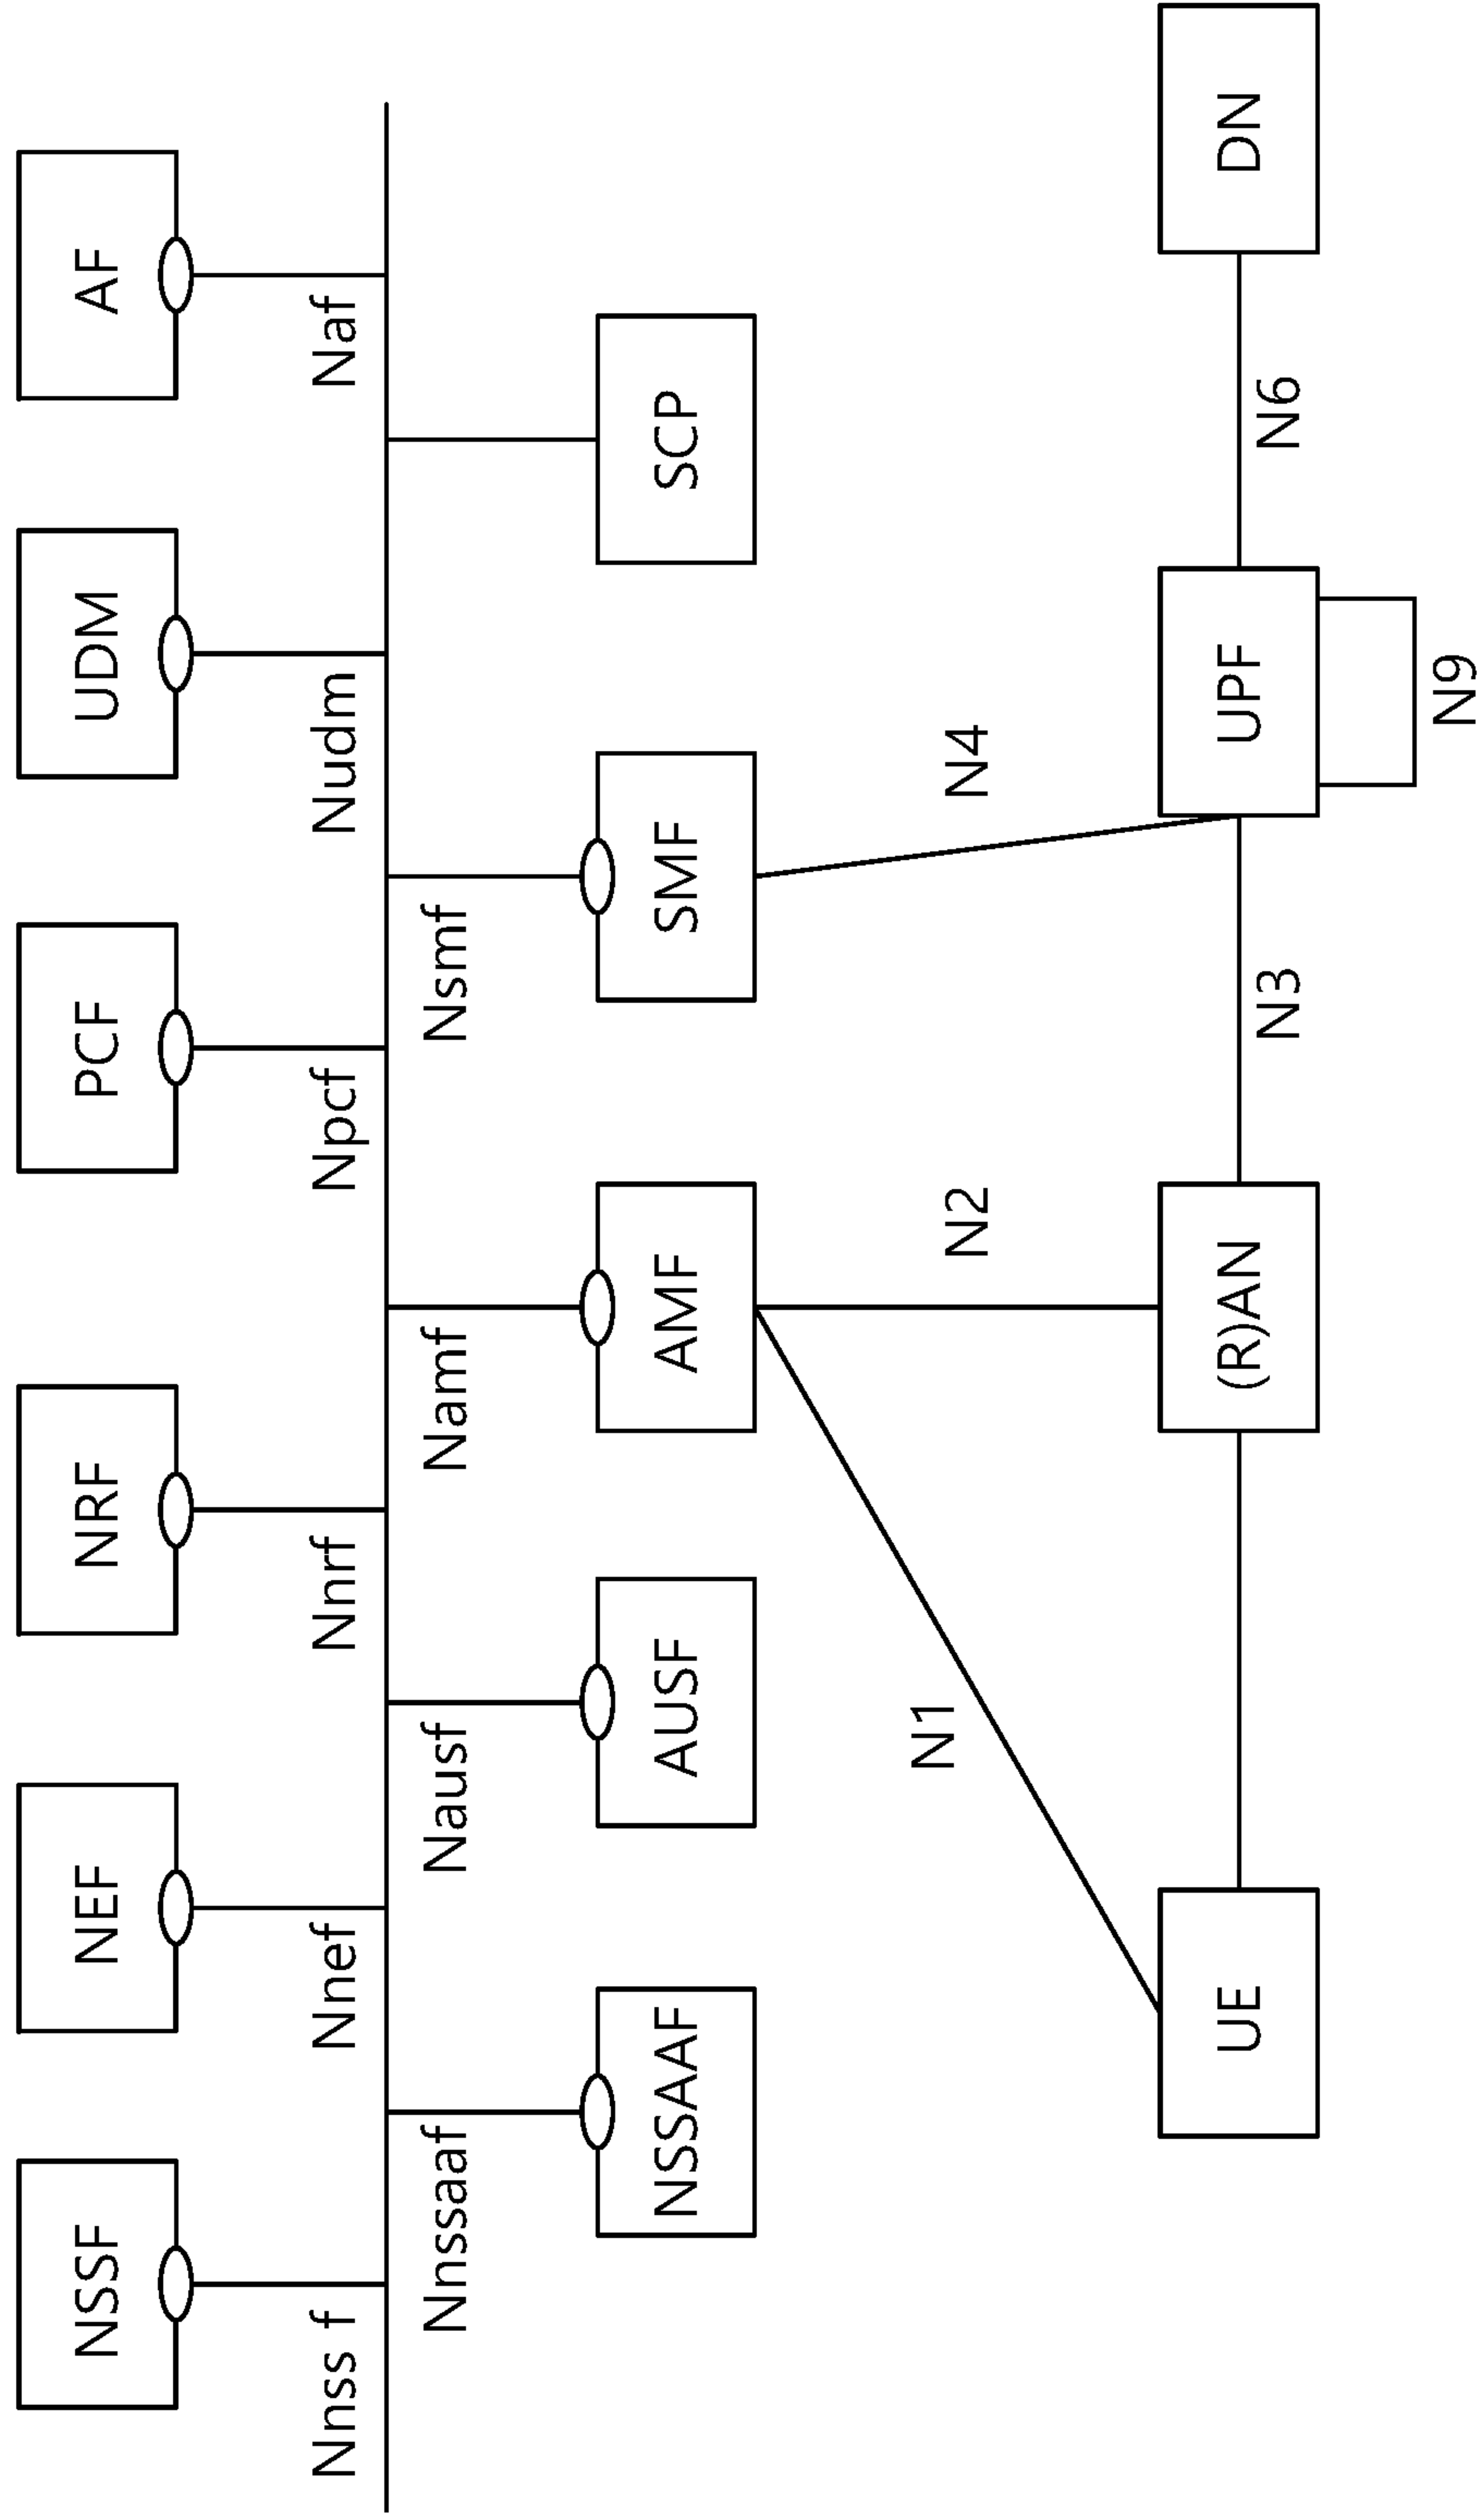 NSSF
NEF
NRF
PCF
UDM
AF
Nnss f
Nnef
Nnrf
Npcf
Nudm
Naf
Nnssaaf
Nausf
Namf
Nsmf
NSSAAF
AUSF
AMF
SMF
SCP
N1
N2
N4
UE
(R)AN
UPF
DN
N3
N6
N9